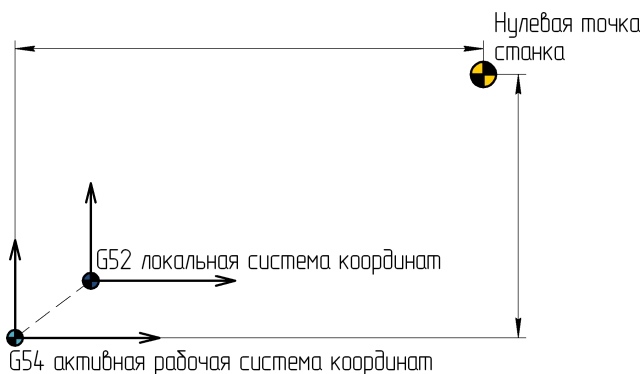 Нулевая точка
станка
G52 локальная система координат
G54 активная рабочая система координат